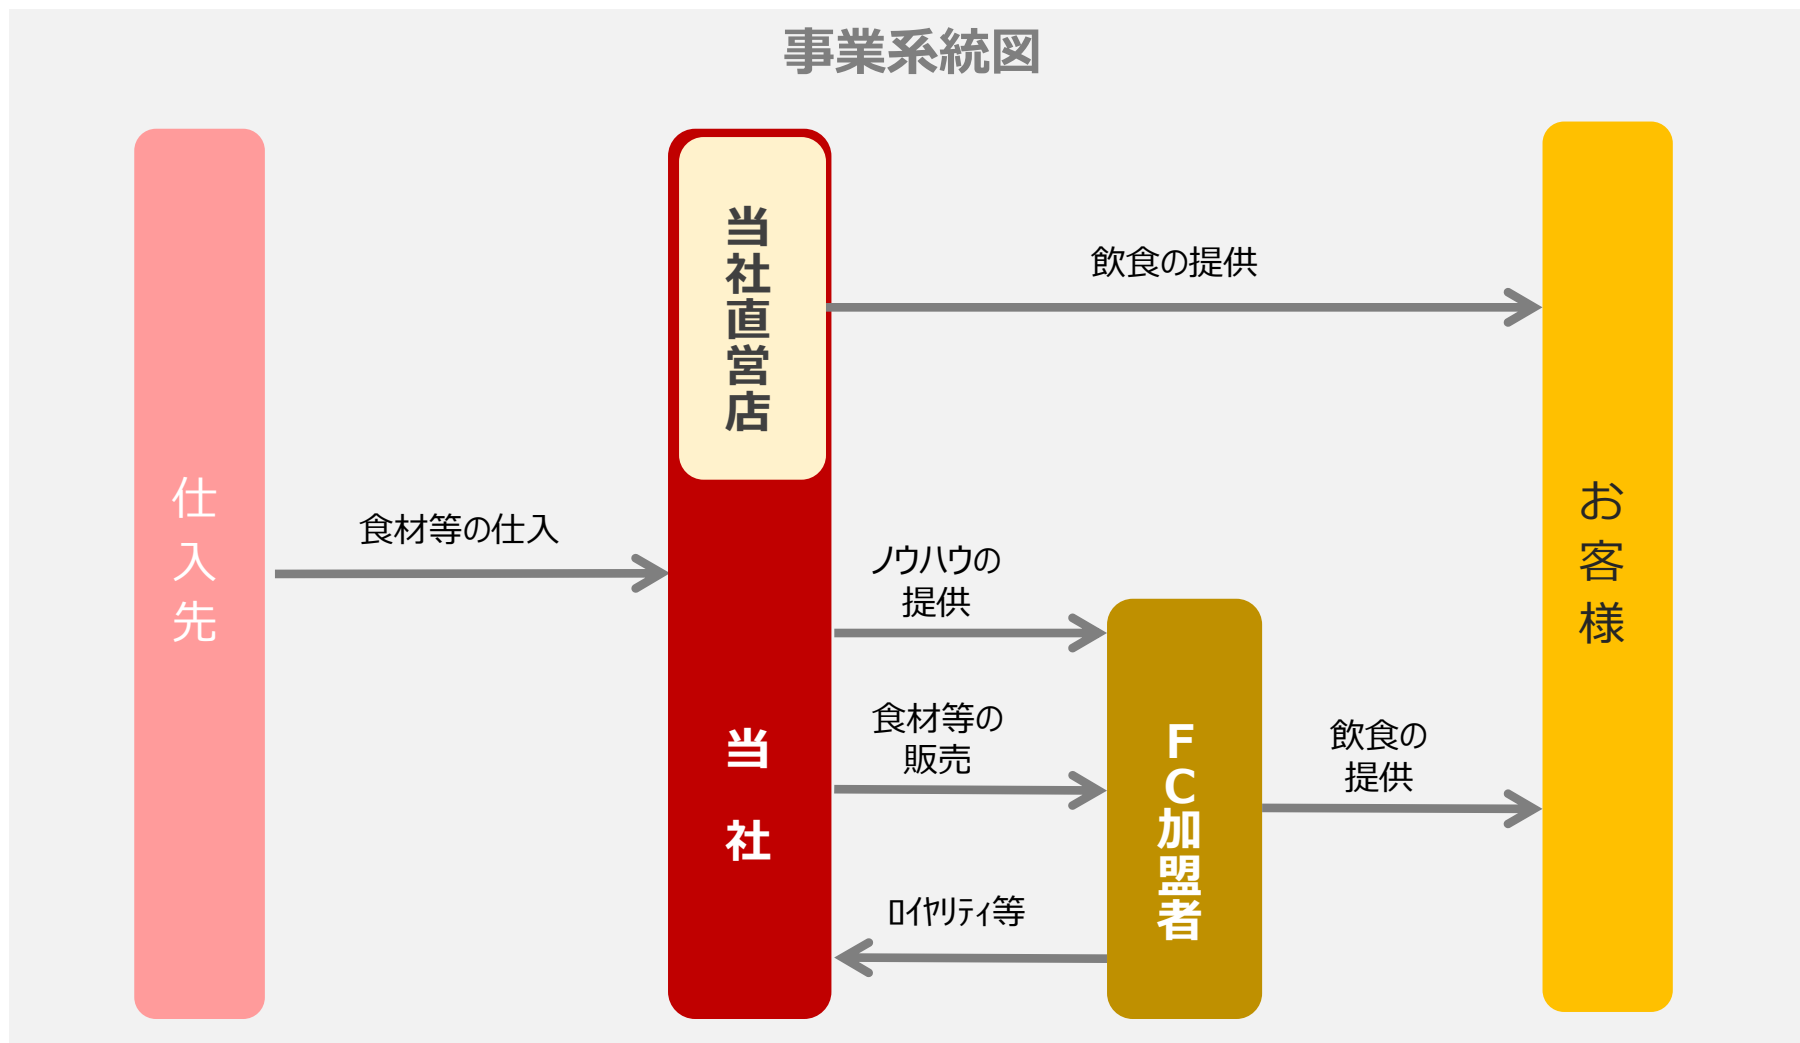 事業系統図
仕入先
食材等の仕入
当社直営店
当社
飲食の提供
ノウハウの
提供
食材等の
販売
ロイヤリティ等
FC加盟者
飲食の
提供
お客様